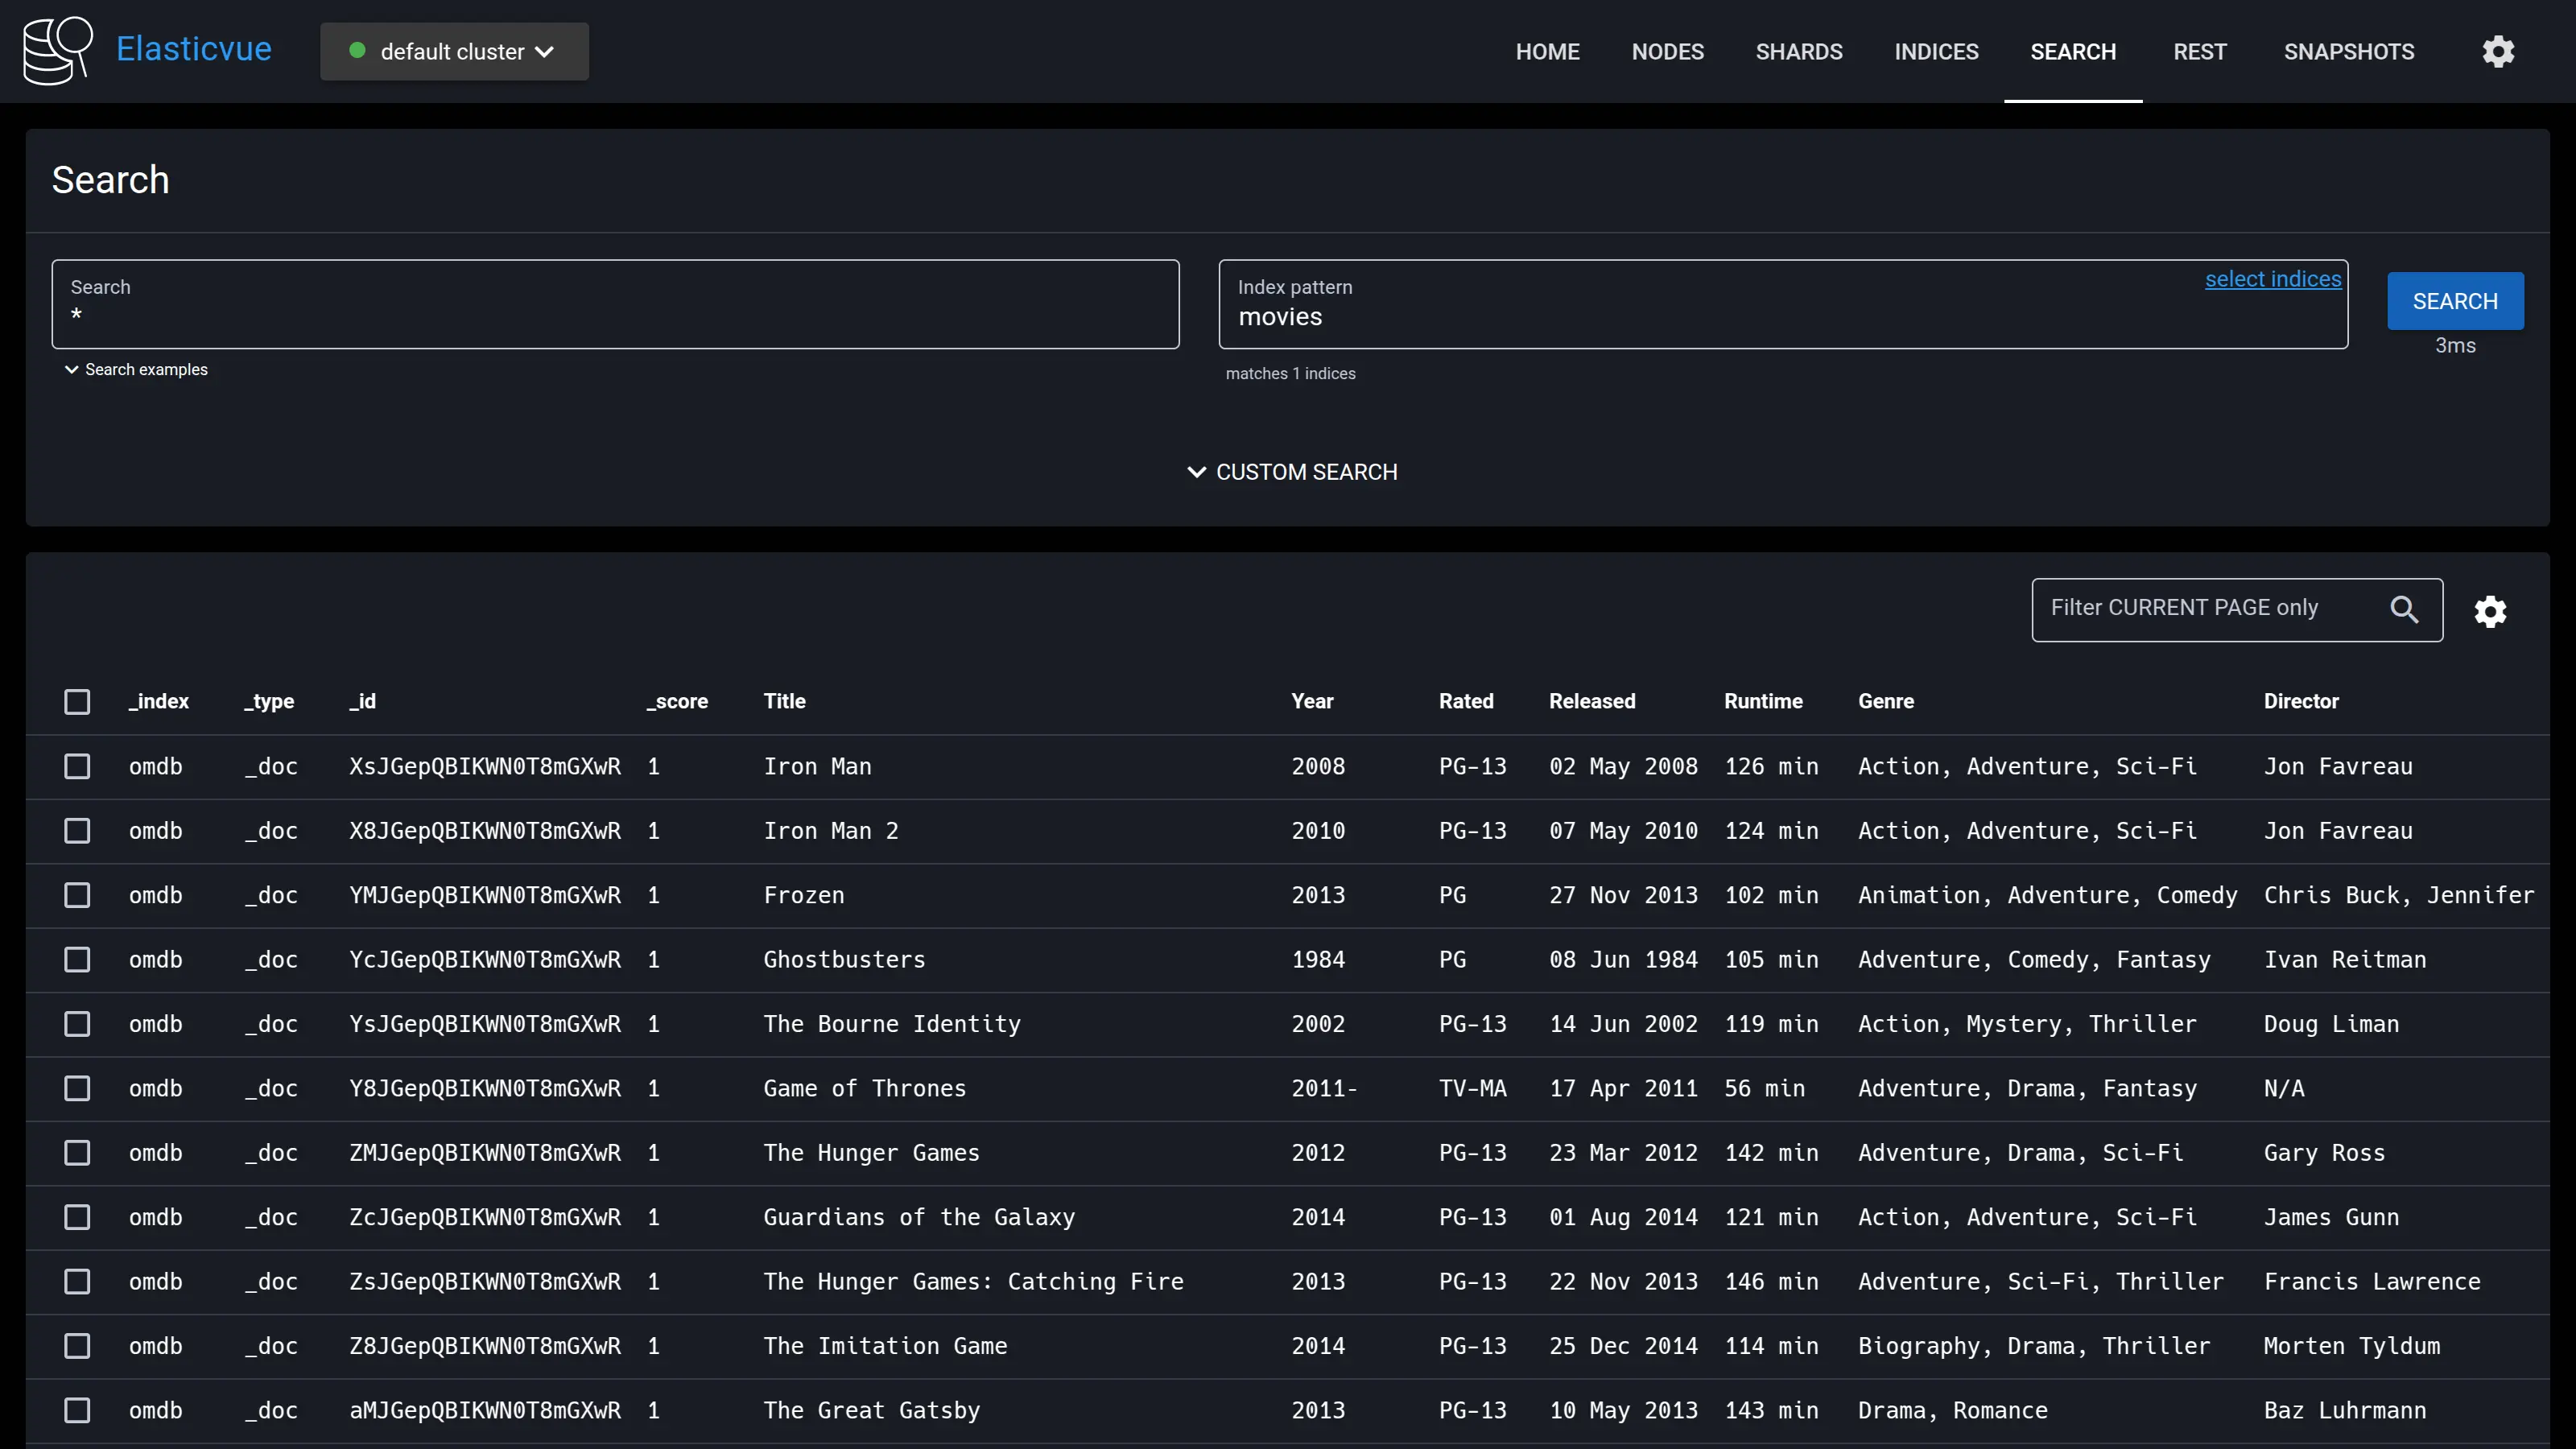 Elasticvue default cluster HOME NODES SHARDS INDICES SEARCH REST SNAPSHOTS
Search
Search
*
Search examples
Index pattern
movies
select indices
matches 1 indices
SEARCH
3ms
CUSTOM SEARCH
Filter CURRENT PAGE only
_index _type _id _score Title Year Rated Released Runtime Genre Director
omdb _doc XsJGepQBIKWN0T8mGXwR 1 Iron Man 2008 PG-13 02 May 2008 126 min Action, Adventure, Sci-Fi Jon Favreau
omdb _doc X8JGepQBIKWN0T8mGXwR 1 Iron Man 2 2010 PG-13 07 May 2010 124 min Action, Adventure, Sci-Fi Jon Favreau
omdb _doc YMJGepQBIKWN0T8mGXwR 1 Frozen 2013 PG 27 Nov 2013 102 min Animation, Adventure, Comedy Chris Buck, Jennifer
omdb _doc YcJGepQBIKWN0T8mGXwR 1 Ghostbusters 1984 PG 08 Jun 1984 105 min Adventure, Comedy, Fantasy Ivan Reitman
omdb _doc YsJGepQBIKWN0T8mGXwR 1 The Bourne Identity 2002 PG-13 14 Jun 2002 119 min Action, Mystery, Thriller Doug Liman
omdb _doc Y8JGepQBIKWN0T8mGXwR 1 Game of Thrones 2011- TV-MA 17 Apr 2011 56 min Adventure, Drama, Fantasy N/A
omdb _doc ZMJGepQBIKWN0T8mGXwR 1 The Hunger Games 2012 PG-13 23 Mar 2012 142 min Adventure, Drama, Sci-Fi Gary Ross
omdb _doc ZcJGepQBIKWN0T8mGXwR 1 Guardians of the Galaxy 2014 PG-13 01 Aug 2014 121 min Action, Adventure, Sci-Fi James Gunn
omdb _doc ZsJGepQBIKWN0T8mGXwR 1 The Hunger Games: Catching Fire 2013 PG-13 22 Nov 2013 146 min Adventure, Sci-Fi, Thriller Francis Lawrence
omdb _doc Z8JGepQBIKWN0T8mGXwR 1 The Imitation Game 2014 PG-13 25 Dec 2014 114 min Biography, Drama, Thriller Morten Tyldum
omdb _doc aMJGepQBIKWN0T8mGXwR 1 The Great Gatsby 2013 PG-13 10 May 2013 143 min Drama, Romance Baz Luhrmann